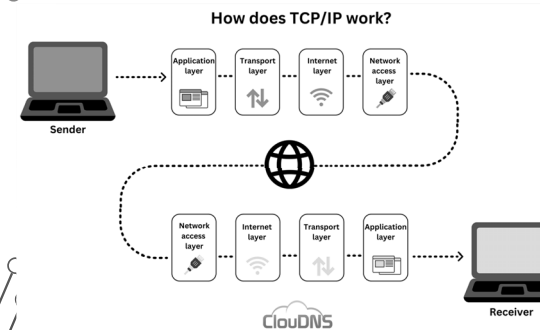 How does TCP/IP work?
Application
layer
Transport
layer
Internet
layer
Network
access
layer
Sender
Network
access
layer
Internet
layer
Transport
layer
Application
layer
Receiver
ClouDNS